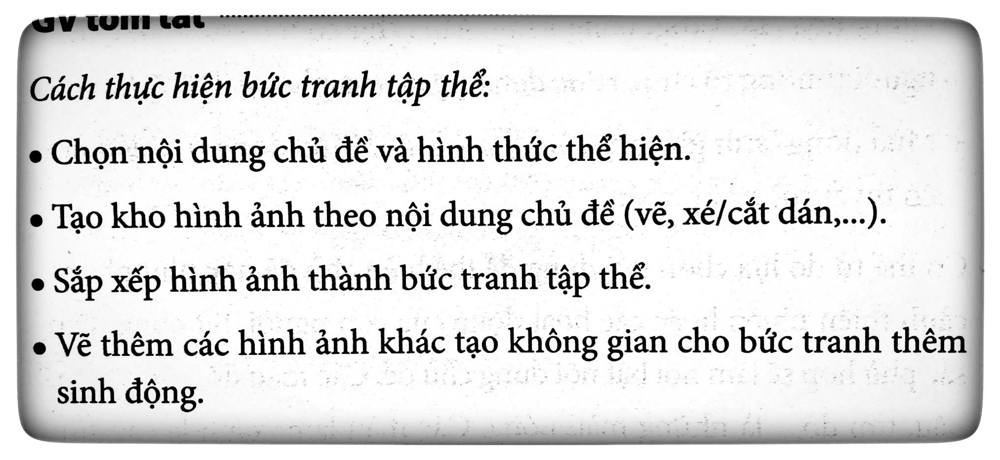 GV tóm tắt
Cách thực hiện bức tranh tập thể:
• Chọn nội dung chủ đề và hình thức thể hiện.
• Tạo kho hình ảnh theo nội dung chủ đề (vẽ, xé/cắt dán,...).
• Sắp xếp hình ảnh thành bức tranh tập thể.
• Vẽ thêm các hình ảnh khác tạo không gian cho bức tranh thêm
sinh động.